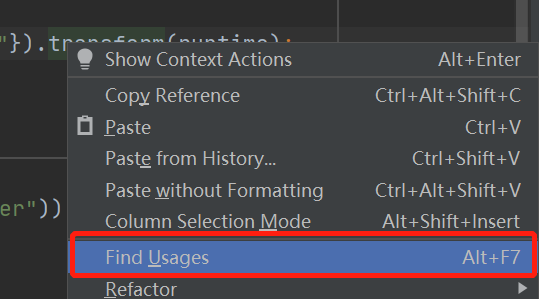 "}).transform(runtime);
Show Context Actions Alt+Enter
Copy Reference Ctrl+Alt+Shift+C
Paste Ctrl+V
Paste from History... Ctrl+Shift+V
Paste without Formatting Ctrl+Alt+Shift+V
Column Selection Mode Alt+Shift+Insert
er"))
Find Usages Alt+F7
Refactor